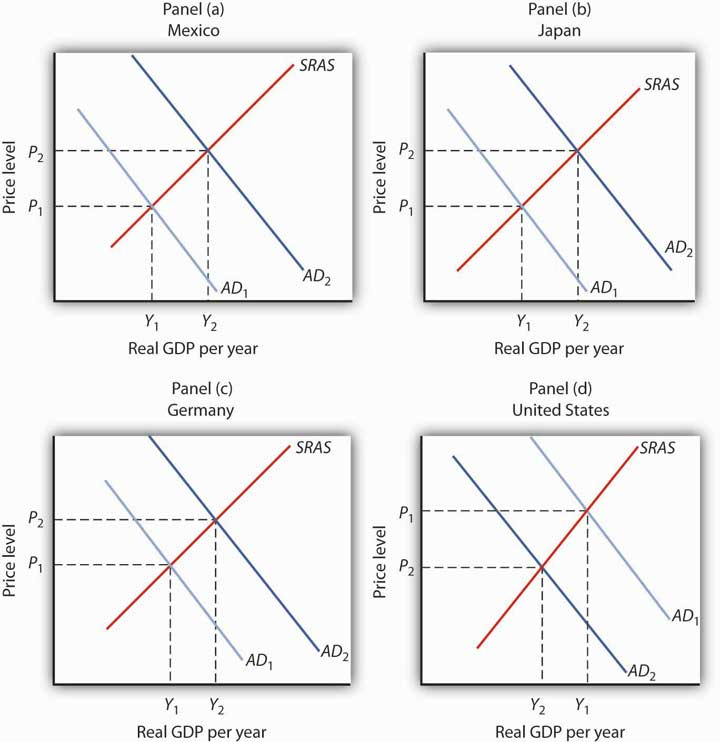 Panel (a)
Mexico
Price level
SRAS
P2
P1
AD1
AD2
Y1 Y2
Real GDP per year
Panel (b)
Japan
Price level
SRAS
P2
P1
AD2
AD1
Y1 Y2
Real GDP per year
Panel (c)
Germany
Price level
SRAS
P2
P1
AD1
AD2
Y1 Y2
Real GDP per year
Panel (d)
United States
Price level
SRAS
P1
P2
AD1
AD2
Y2 Y1
Real GDP per year